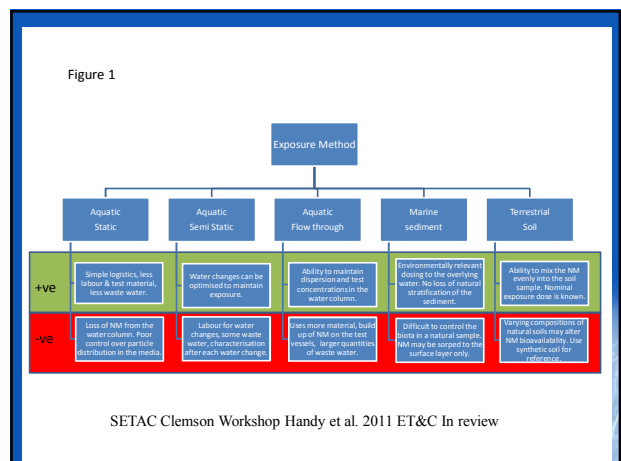 Figure 1
Exposure Method
Aquatic
Static
Aquatic
Semi Static
Aquatic
Flow through
Marine
sediment
Terrestrial
Soil
+ve
Simple logistics, less
labour & test material,
less waste water.
Water changes can be
optimised to maintain
exposure.
Ability to maintain
dispersion and test
concentrations in the
water column.
Environmentally relevant
dosing to the overlying
water. No loss of natural
stratification of the
sediment.
Ability to mix the NM
evenly into the soil
sample. Nominal
exposure dose is known.
-ve
Loss of NM from the
water column. Poor
control over particle
distribution in the media.
Labour for water
changes, some waste
water, characterisation
after each water change.
Uses more material, build
up of NM on the test
vessels, larger quantities
of waste water.
Difficult to control the
biota in a natural sample.
NM may be sorped to the
surface layer only.
Varying compositions of
natural soils may alter
NM bioavailability. Use
synthetic soil for
reference.
SETAC Clemson Workshop Handy et al. 2011 ET&C In review